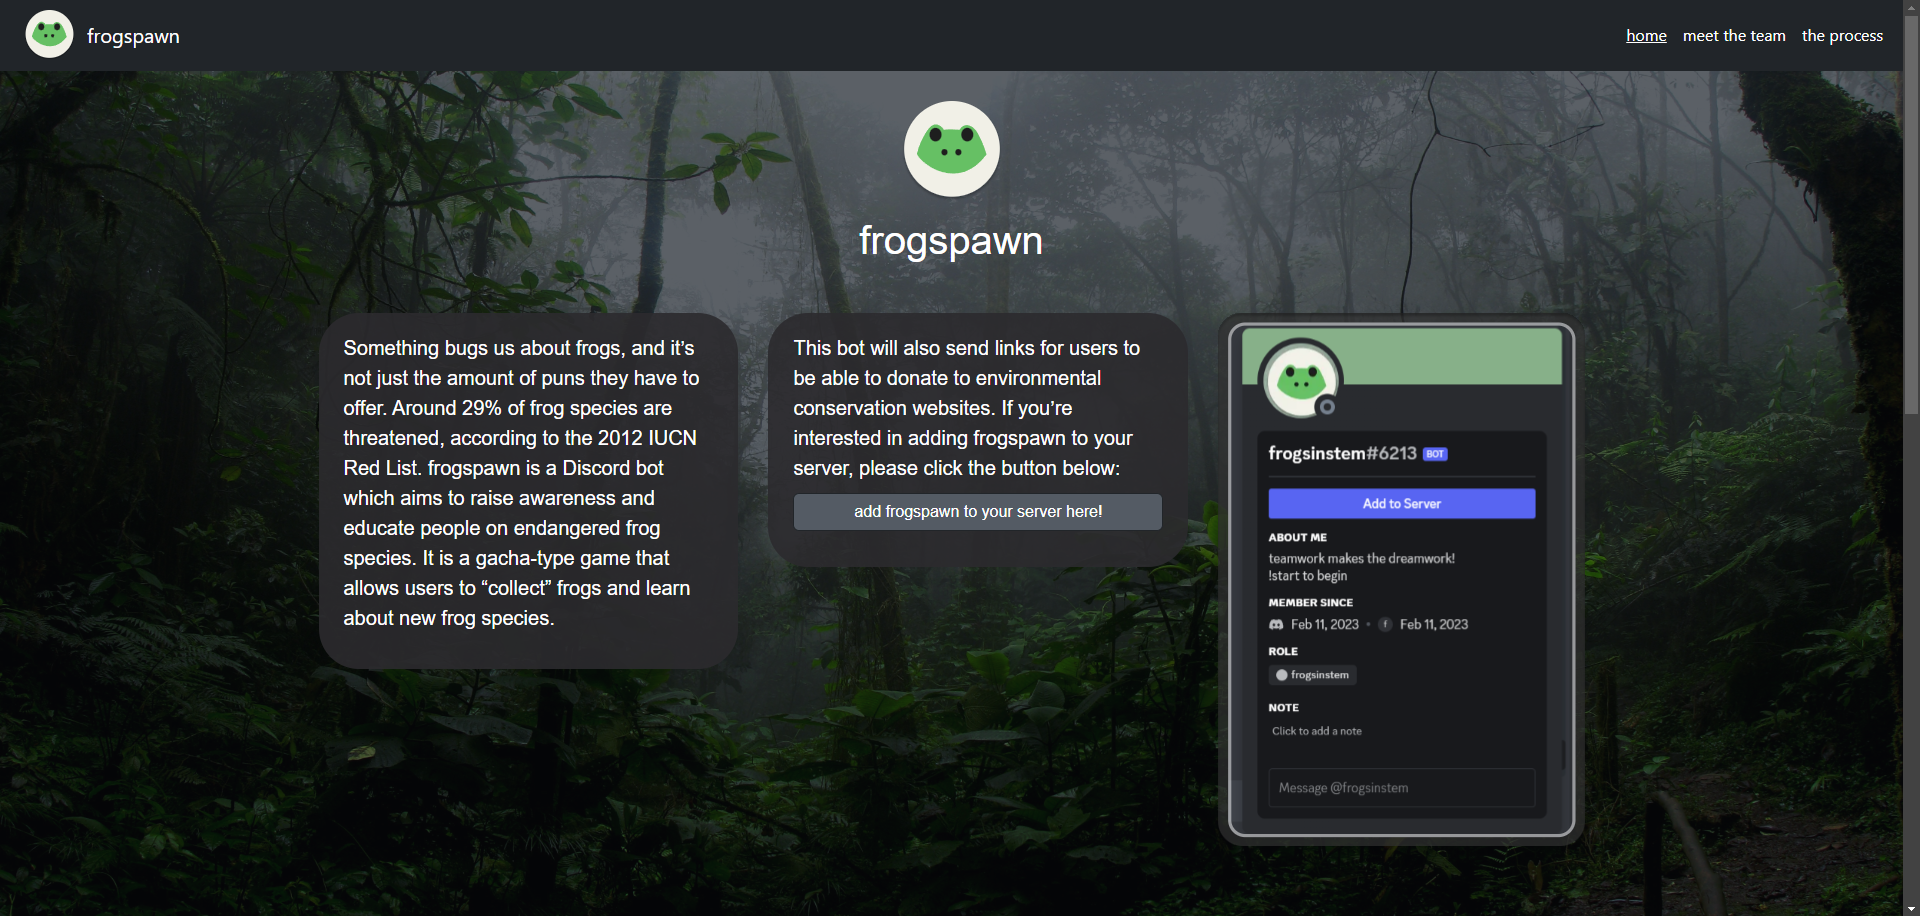 frogspawn
home meet the team the process
frogspawn
Something bugs us about frogs, and it’s
not just the amount of puns they have to
offer. Around 29% of frog species are
threatened, according to the 2012 IUCN
Red List. frogspawn is a Discord bot
which aims to raise awareness and
educate people on endangered frog
species. It is a gacha-type game that
allows users to “collect” frogs and learn
about new frog species.
This bot will also send links for users to
be able to donate to environmental
conservation websites. If you’re
interested in adding frogspawn to your
server, please click the button below:
add frogspawn to your server here!
frogsinstem#6213 BOT
Add to Server
ABOUT ME
teamwork makes the dreamwork!
!start to begin
MEMBER SINCE
Feb 11, 2023 • f Feb 11, 2023
ROLE
frogsinstem
NOTE
Click to add a note
Message @frogsinstem